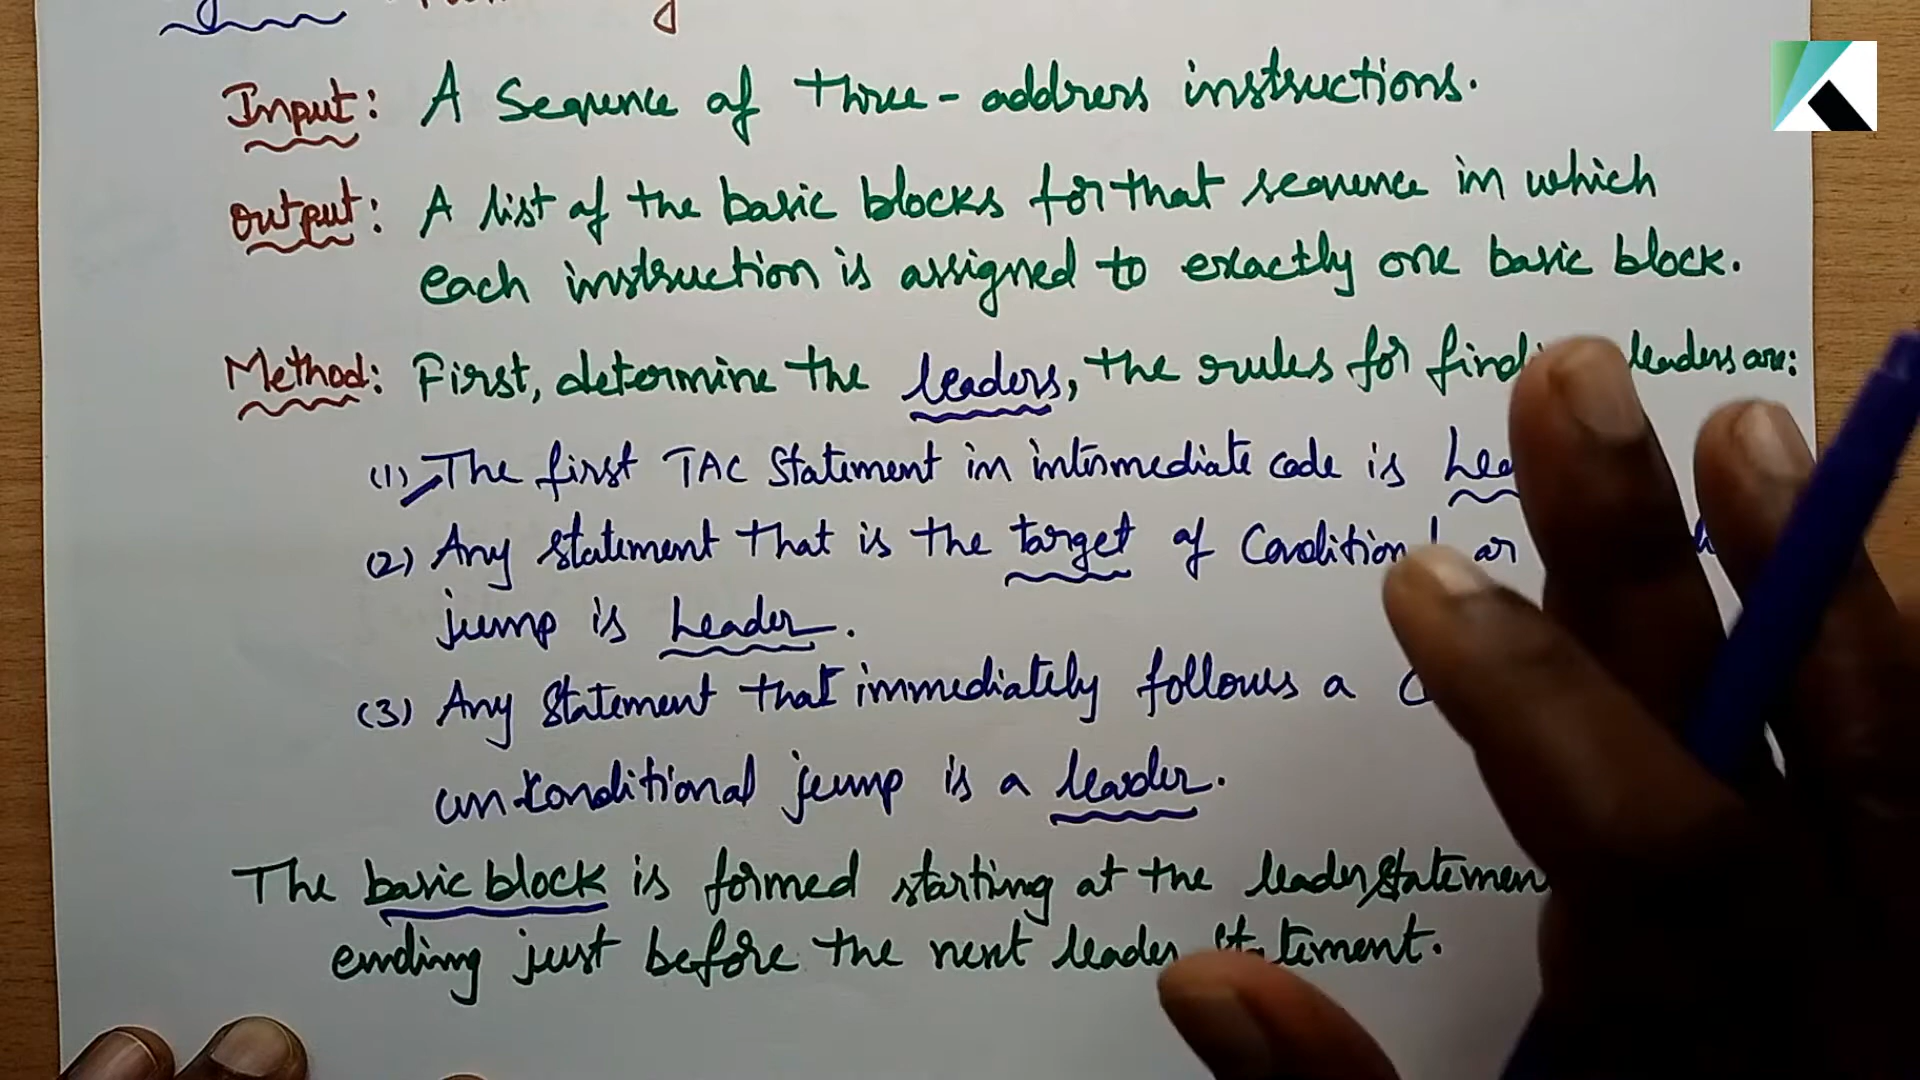 Input: A Sequence of three-address instructions.
Output: A list of the basic blocks for that sequence in which
each instruction is assigned to exactly one basic block.
Method: First, determine the leaders, the rules for leaders are:
(1) The first TAC Statement in intermediate code is
(2) Any statement that is the target of Conditional or
jump is Leader.
(3) Any Statement that immediately follows a
un-conditional jump is a leader.
The basic block is formed starting at the leader
ending just before the next leader statement.